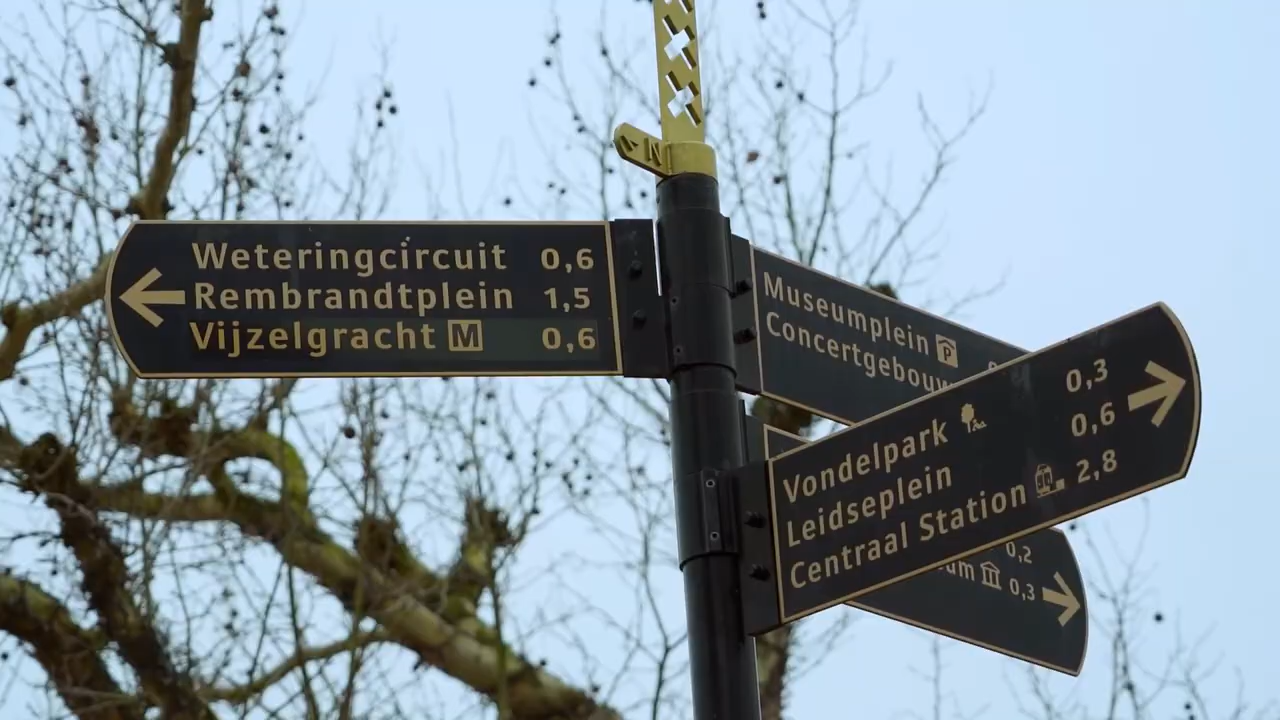 N
Weteringcircuit 0,6
Rembrandtplein 1,5
Vijzelgracht M 0,6
Museumplein P
Vondelpark 0,3
Leidseplein 0,6
Centraal Station 2,8
0,2
0,3